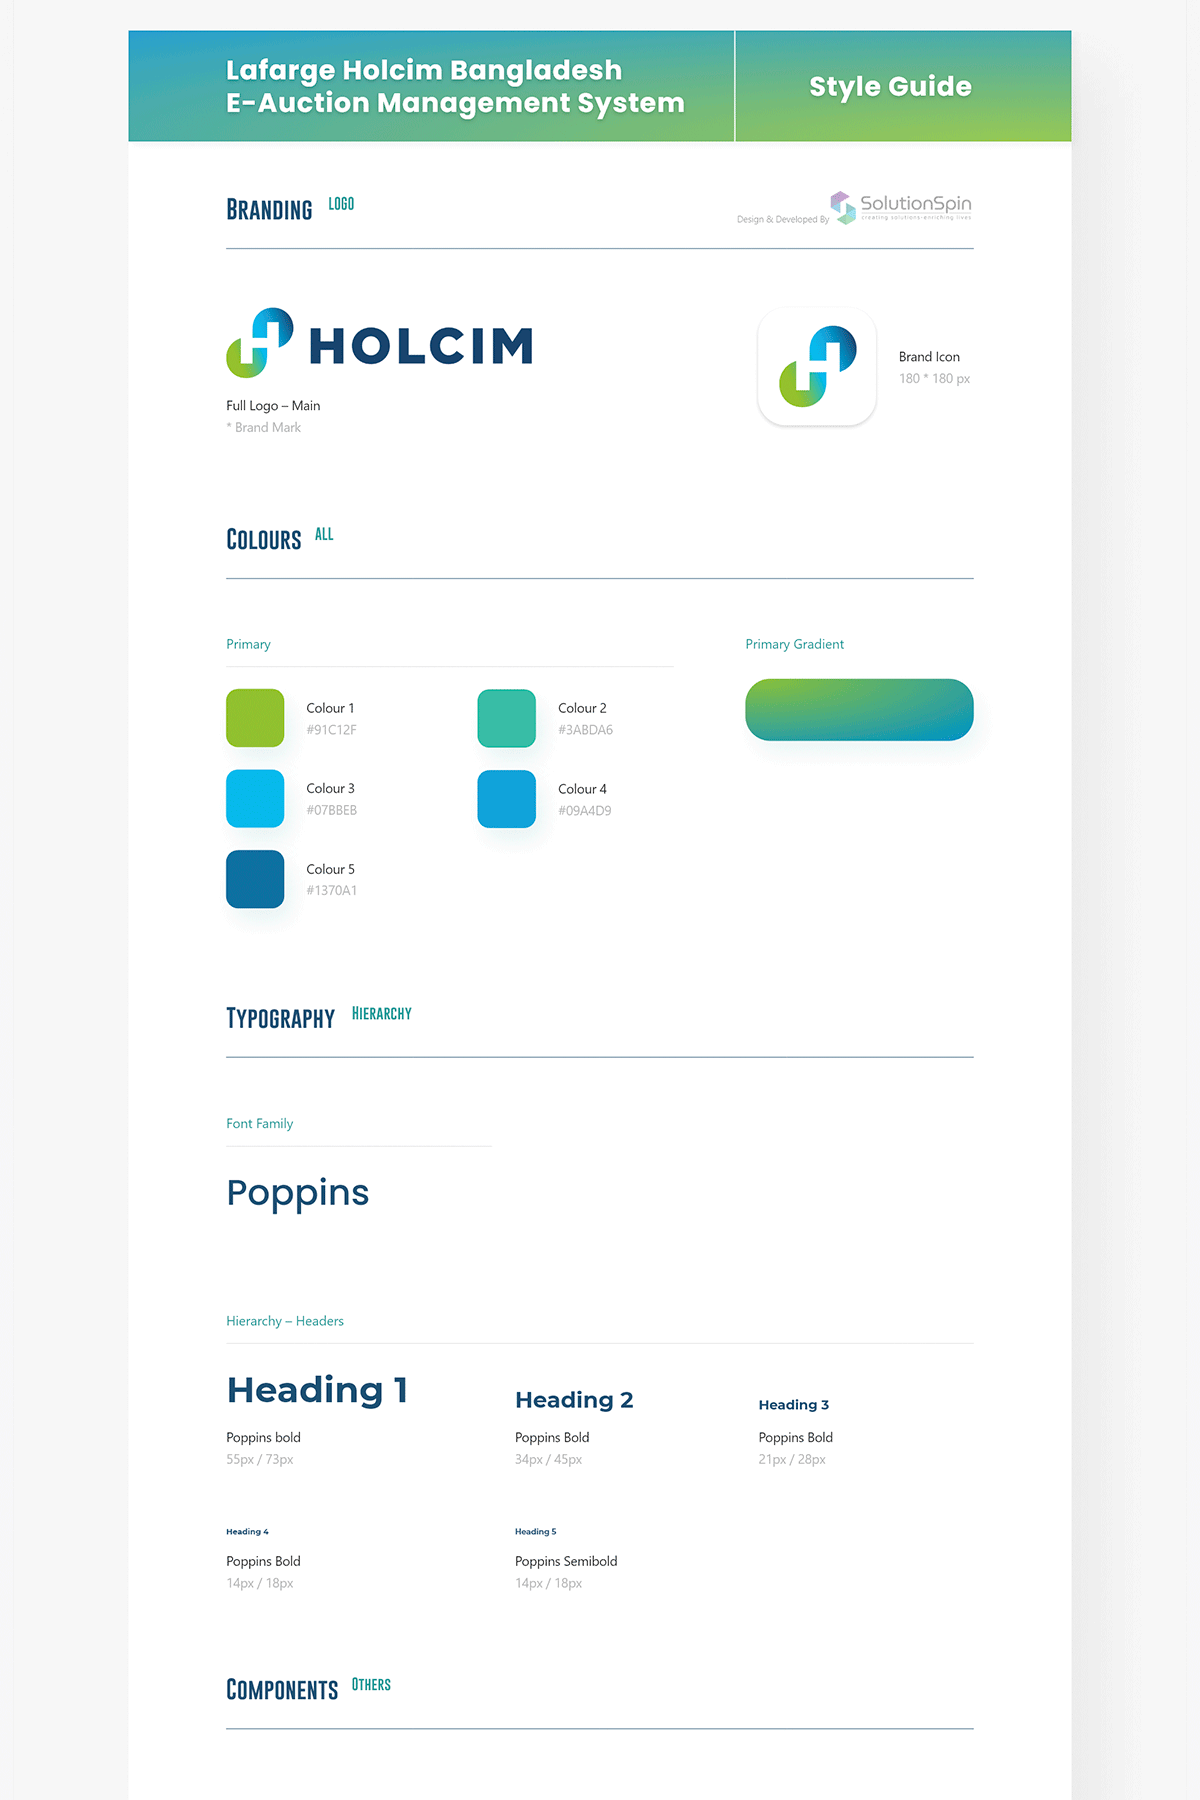 Lafarge Holcim Bangladesh
E-Auction Management System
Style Guide
BRANDING LOGO
Design & Developed By SolutionSpin
creating solutions-enriching lives
HOLCIM
Full Logo – Main
* Brand Mark
Brand Icon
180 * 180 px
COLOURS ALL
Primary
Primary Gradient
Colour 1
#91C12F
Colour 2
#3ABDA6
Colour 3
#07BBEB
Colour 4
#09A4D9
Colour 5
#1370A1
TYPOGRAPHY HIERARCHY
Font Family
Poppins
Hierarchy – Headers
Heading 1
Poppins bold
55px / 73px
Heading 2
Poppins Bold
34px / 45px
Heading 3
Poppins Bold
21px / 28px
Heading 4
Poppins Bold
14px / 18px
Heading 5
Poppins Semibold
14px / 18px
COMPONENTS OTHERS